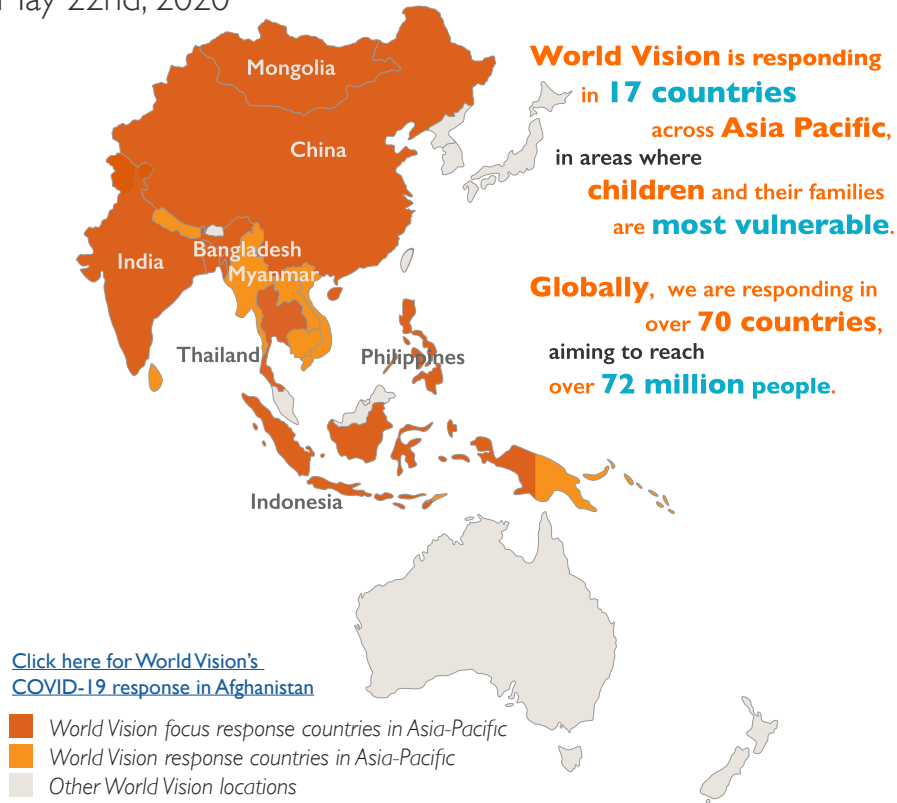 May 22nd, 2020
Mongolia
China
India
Bangladesh
Myanmar
Thailand
Philippines
Indonesia
World Vision is responding
in 17 countries
across Asia Pacific,
in areas where
children and their families
are most vulnerable.
Globally, we are responding in
over 70 countries,
aiming to reach
over 72 million people.
Click here for World Vision's
COVID-19 response in Afghanistan
World Vision focus response countries in Asia-Pacific
World Vision response countries in Asia-Pacific
Other World Vision locations